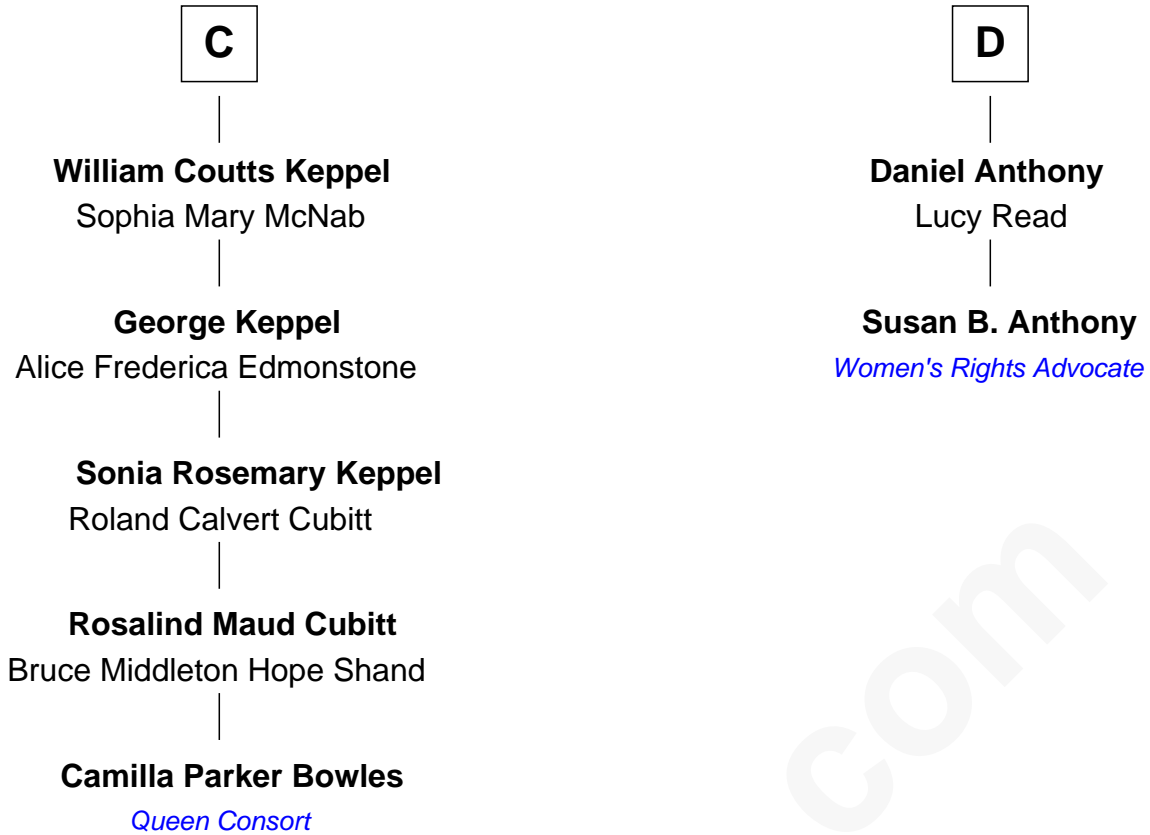 C
William Coutts Keppel
Sophia Mary McNab
George Keppel
Alice Frederica Edmonstone
Sonia Rosemary Keppel
Roland Calvert Cubitt
Rosalind Maud Cubitt
Bruce Middleton Hope Shand
Camilla Parker Bowles
Queen Consort
D
Daniel Anthony
Lucy Read
Susan B. Anthony
Women's Rights Advocate
com